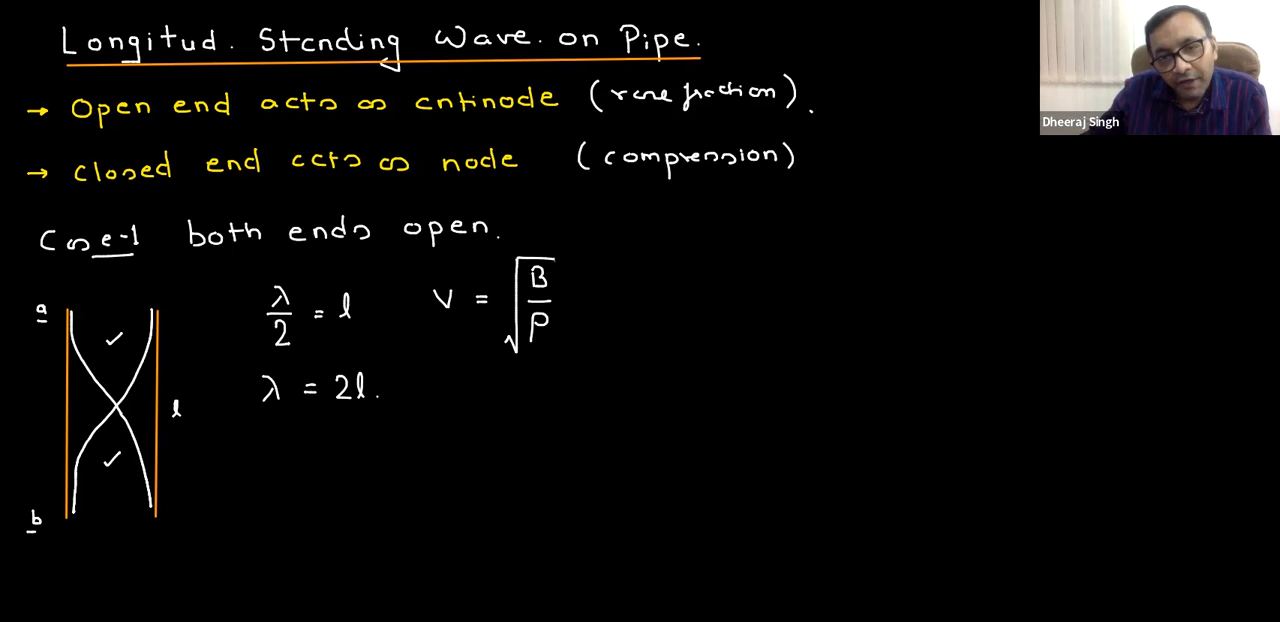 Longitud. Standing Wave on Pipe.
Dheeraj Singh
→ Open end acts as antinode (rarefraction).
→ closed end acts as node (compression)
Case-1 both ends open.
a
λ/2 = l
V = √(B/ρ)
λ = 2l.
l
b